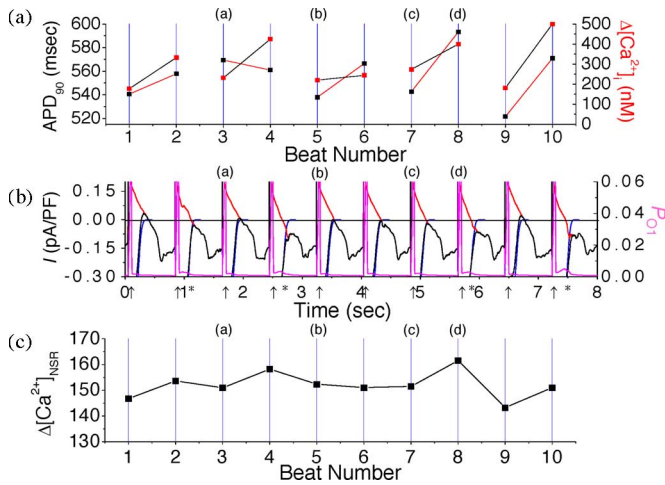 (a)
(a) (b) (c) (d)
600
580
560
540
520
APD90 (msec)
500
400
300
200
100
0
Δ[Ca2+]i (nM)
1 2 3 4 5 6 7 8 9 10
Beat Number
(b)
(a) (b) (c) (d)
0.15
0.00
-0.15
-0.30
I (pA/PF)
0.06
0.04
0.02
0.00
PO1
0 1 2 3 4 5 6 7 8
↑ ↑ * ↑ ↑ * ↑ ↑ ↑ ↑ * ↑ ↑ *
Time (sec)
(c)
(a) (b) (c) (d)
170
160
150
140
130
Δ[Ca2+]NSR
1 2 3 4 5 6 7 8 9 10
Beat Number